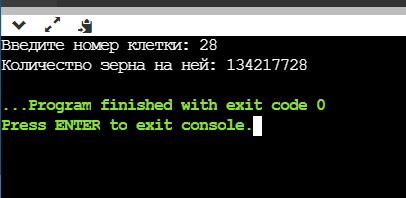 Введите номер клетки: 28
Количество зерна на ней: 134217728
...Program finished with exit code 0
Press ENTER to exit console.